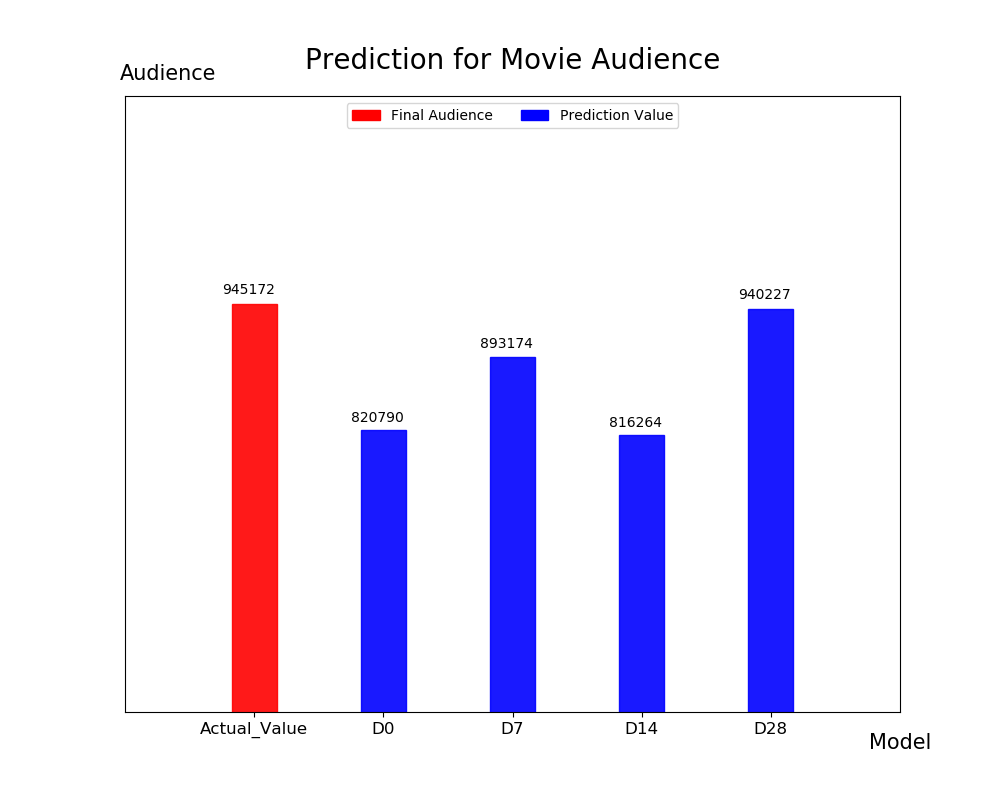 Prediction for Movie Audience
Audience
Final Audience Prediction Value
945172
820790
893174
816264
940227
Actual_Value D0 D7 D14 D28
Model